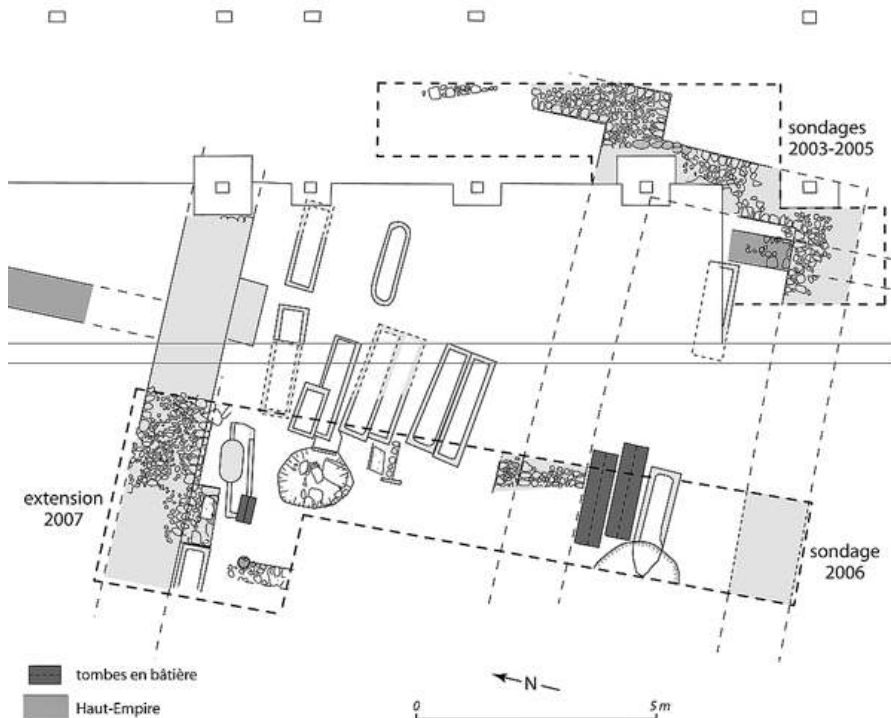 sondages
2003-2005
extension
2007
sondage
2006
tombes en bâtière
Haut-Empire
N
0
5 m